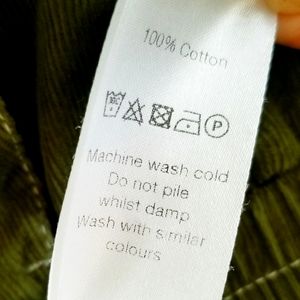 100% Cotton
P
Machine wash cold
Do not pile
whilst damp
Wash with similar
colours